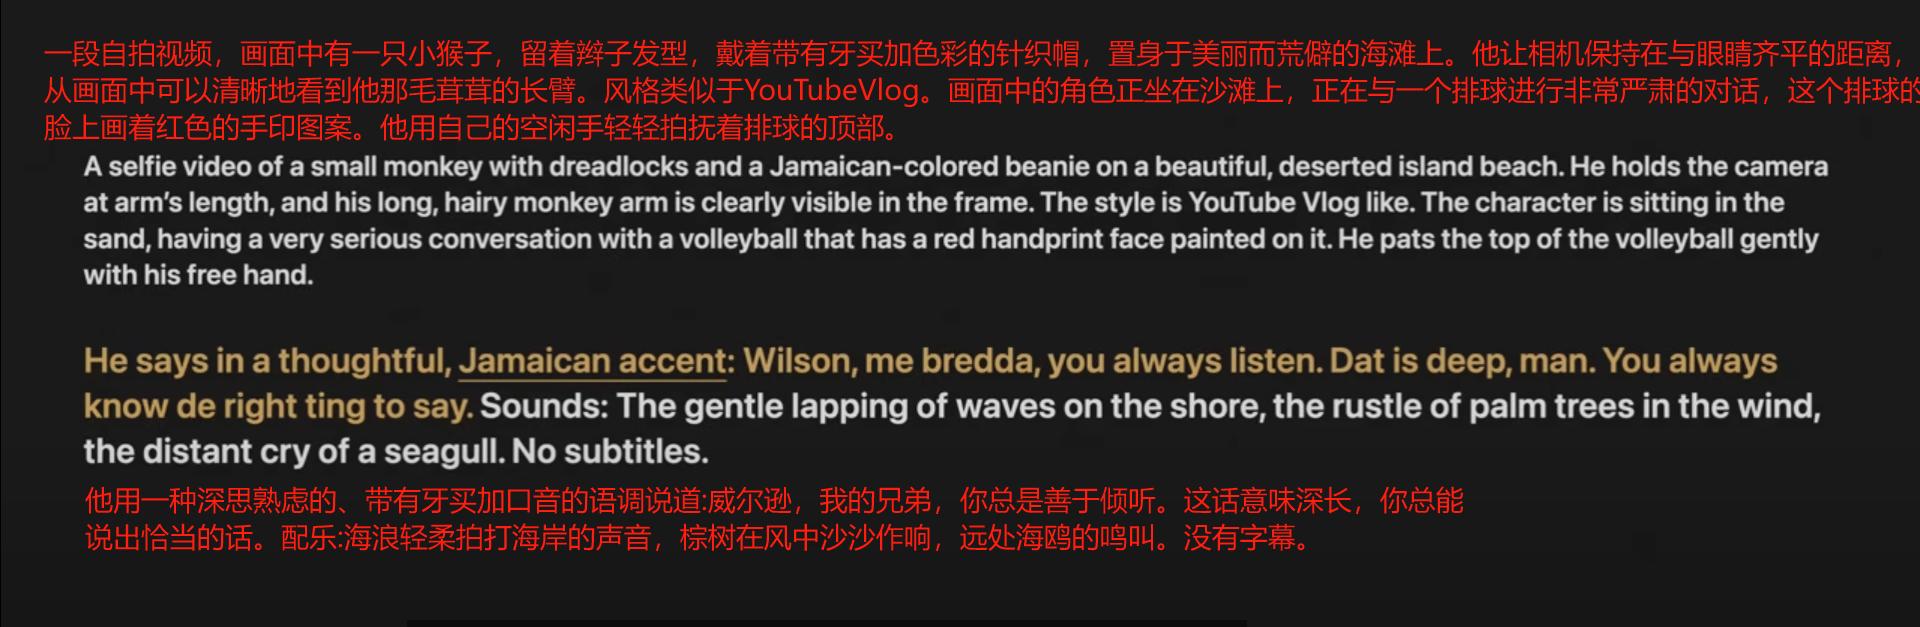 一段自拍视频，画面中有一只小猴子，留着辫子发型，戴着带有牙买加色彩的针织帽，置身于美丽而荒僻的海滩上。他让相机保持在与眼睛齐平的距离，
从画面中可以清晰地看到他那毛茸茸的长臂。风格类似于YouTubeVlog。画面中的角色正坐在沙滩上，正在与一个排球进行非常严肃的对话，这个排球的
脸上画着红色的手印图案。他用自己的空闲手轻轻拍抚着排球的顶部。
A selfie video of a small monkey with dreadlocks and a Jamaican-colored beanie on a beautiful, deserted island beach. He holds the camera
at arm’s length, and his long, hairy monkey arm is clearly visible in the frame. The style is YouTube Vlog like. The character is sitting in the
sand, having a very serious conversation with a volleyball that has a red handprint face painted on it. He pats the top of the volleyball gently
with his free hand.
He says in a thoughtful, Jamaican accent: Wilson, me bredda, you always listen. Dat is deep, man. You always
know de right ting to say. Sounds: The gentle lapping of waves on the shore, the rustle of palm trees in the wind,
the distant cry of a seagull. No subtitles.
他用一种深思熟虑的、带有牙买加口音的语调说道:威尔逊，我的兄弟，你总是善于倾听。这话意味深长，你总能
说出恰当的话。配乐:海浪轻柔拍打海岸的声音，棕树在风中沙沙作响，远处海鸥的鸣叫。没有字幕。